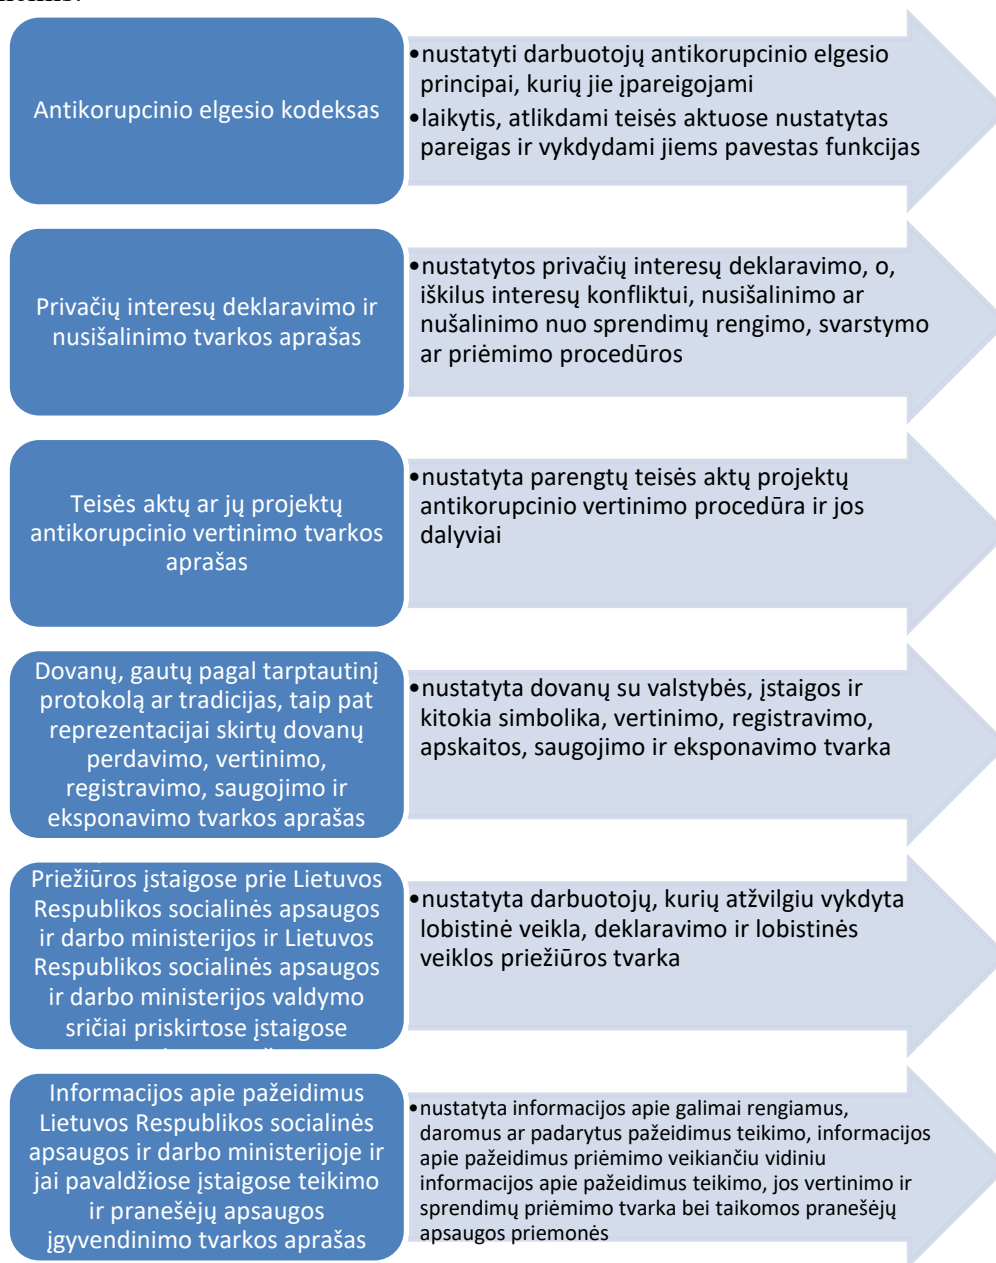 Antikorupcinio elgesio kodeksas
•nustatyti darbuotojų antikorupcinio elgesio
principai, kurių jie įpareigojami
•laikytis, atlikdami teisės aktuose nustatytas
pareigas ir vykdydami jiems pavestas funkcijas
Privačių interesų deklaravimo ir
nusišalinimo tvarkos aprašas
•nustatytos privačių interesų deklaravimo, o,
iškilus interesų konfliktui, nusišalinimo ar
nušalinimo nuo sprendimų rengimo, svarstymo
ar priėmimo procedūros
Teisės aktų ar jų projektų
antikorupcinio vertinimo tvarkos
aprašas
•nustatyta parengtų teisės aktų projektų
antikorupcinio vertinimo procedūra ir jos
dalyviai
Dovanų, gautų pagal tarptautinį
protokolą ar tradicijas, taip pat
reprezentacijai skirtų dovanų
perdavimo, vertinimo,
registravimo, saugojimo ir
eksponavimo tvarkos aprašas
•nustatyta dovanų su valstybės, įstaigos ir
kitokia simbolika, vertinimo, registravimo,
apskaitos, saugojimo ir eksponavimo tvarka
Priežiūros įstaigose prie Lietuvos
Respublikos socialinės apsaugos
ir darbo ministerijos ir Lietuvos
Respublikos socialinės apsaugos
ir darbo ministerijos valdymo
sričiai priskirtose įstaigose
•nustatyta darbuotojų, kurių atžvilgiu vykdyta
lobistinė veikla, deklaravimo ir lobistinės
veiklos priežiūros tvarka
Informacijos apie pažeidimus
Lietuvos Respublikos socialinės
apsaugos ir darbo ministerijoje ir
jai pavaldžiose įstaigose teikimo
ir pranešėjų apsaugos
įgyvendinimo tvarkos aprašas
•nustatyta informacijos apie galimai rengiamus,
daromus ar padarytus pažeidimus teikimo, informacijos
apie pažeidimus priėmimo veikiančiu vidiniu
informacijos apie pažeidimus teikimo, jos vertinimo ir
sprendimų priėmimo tvarka bei taikomos pranešėjų
apsaugos priemonės